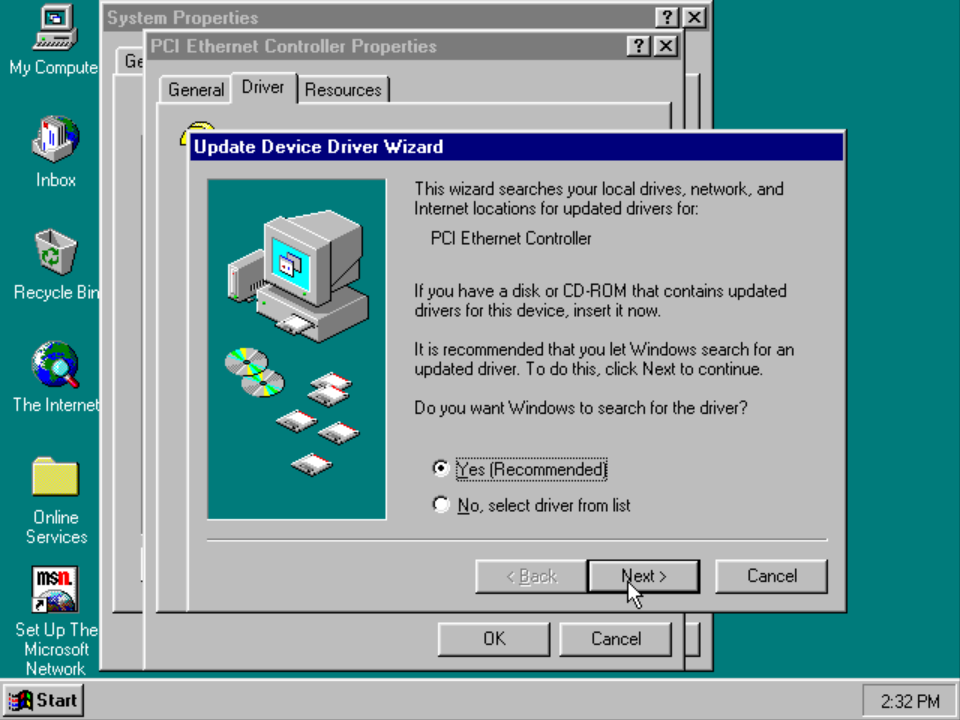 System Properties
PCI Ethernet Controller Properties
Ge
General
Driver
Resources
Update Device Driver Wizard
This wizard searches your local drives, network, and
Internet locations for updated drivers for:
PCI Ethernet Controller
If you have a disk or CD-ROM that contains updated
drivers for this device, insert it now.
It is recommended that you let Windows search for an
updated driver. To do this, click Next to continue.
Do you want Windows to search for the driver?
Yes (Recommended)
No, select driver from list
< Back
Next >
Cancel
OK
Cancel
My Compute
Inbox
Recycle Bin
The Internet
Online
Services
msn.
Set Up The
Microsoft
Network
Start
2:32 PM